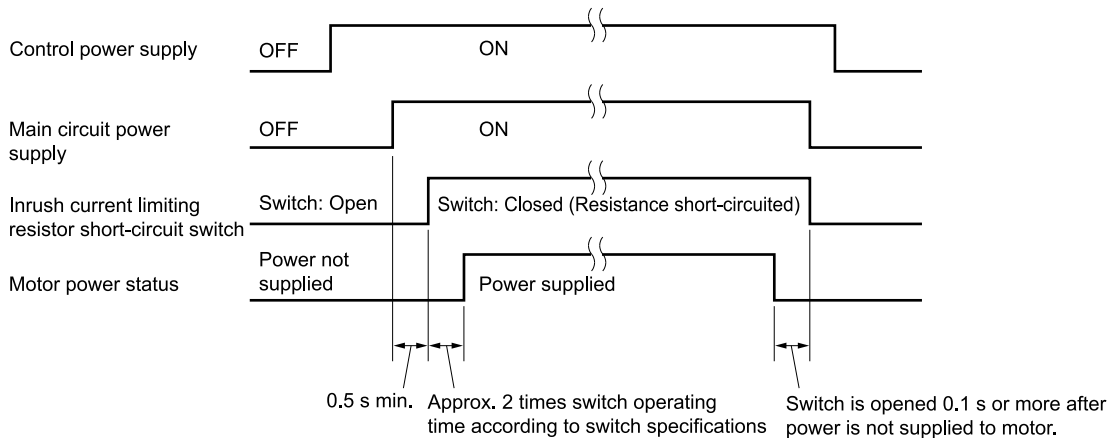 Control power supply
OFF
ON
Main circuit power
supply
OFF
ON
Inrush current limiting
resistor short-circuit switch
Switch: Open
Switch: Closed (Resistance short-circuited)
Motor power status
Power not
supplied
Power supplied
0.5 s min.
Approx. 2 times switch operating
time according to switch specifications
Switch is opened 0.1 s or more after
power is not supplied to motor.